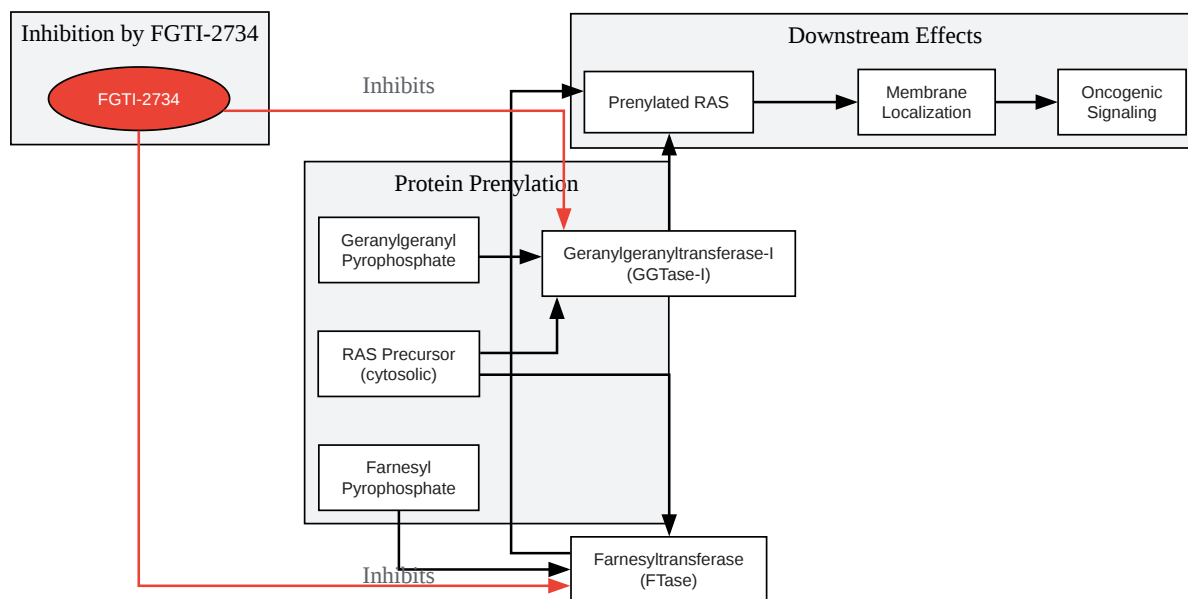 Inhibition by FGTI-2734
FGTI-2734
Inhibits
Downstream Effects
Prenylated RAS
Membrane
Localization
Oncogenic
Signaling
Protein Prenylation
Geranylgeranyl
Pyrophosphate
Geranylgeranyltransferase-I
(GGTase-I)
RAS Precursor
(cytosolic)
Farnesyl
Pyrophosphate
Farnesyltransferase
(FTase)
Inhibits